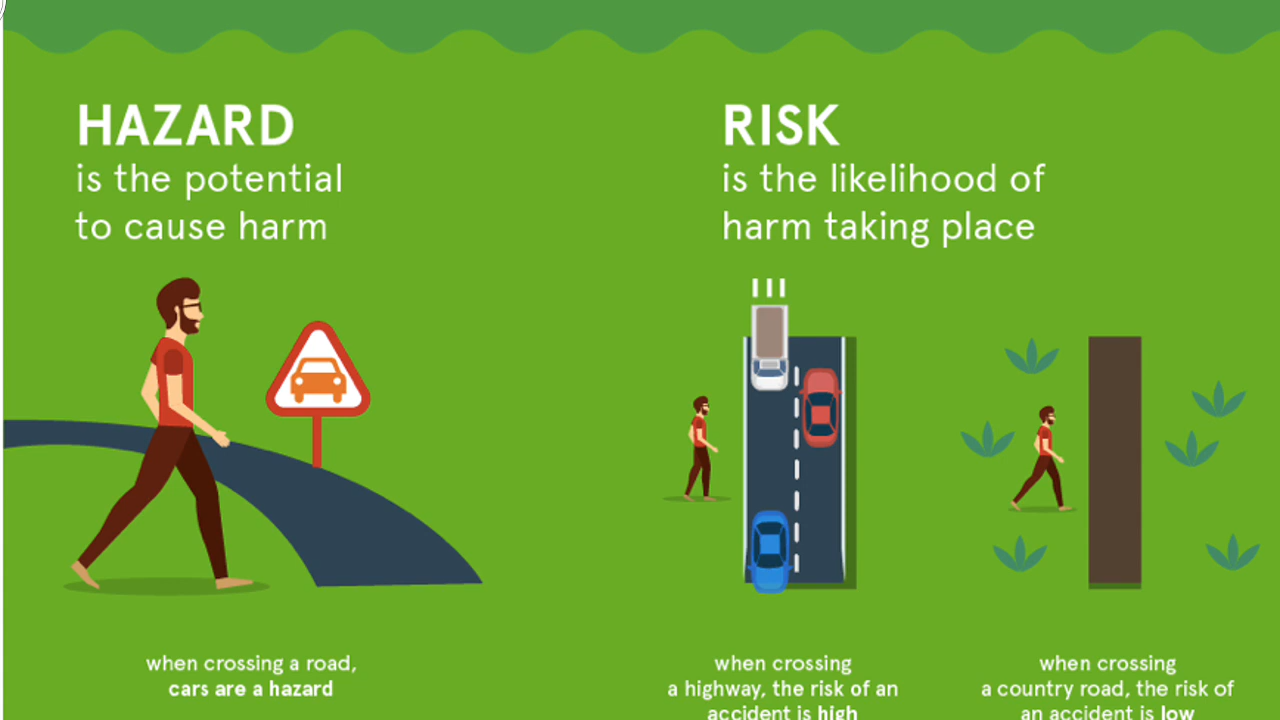 HAZARD
is the potential
to cause harm
RISK
is the likelihood of
harm taking place
when crossing a road,
cars are a hazard
when crossing
a highway, the risk of an
accident is high
when crossing
a country road, the risk of
an accident is low